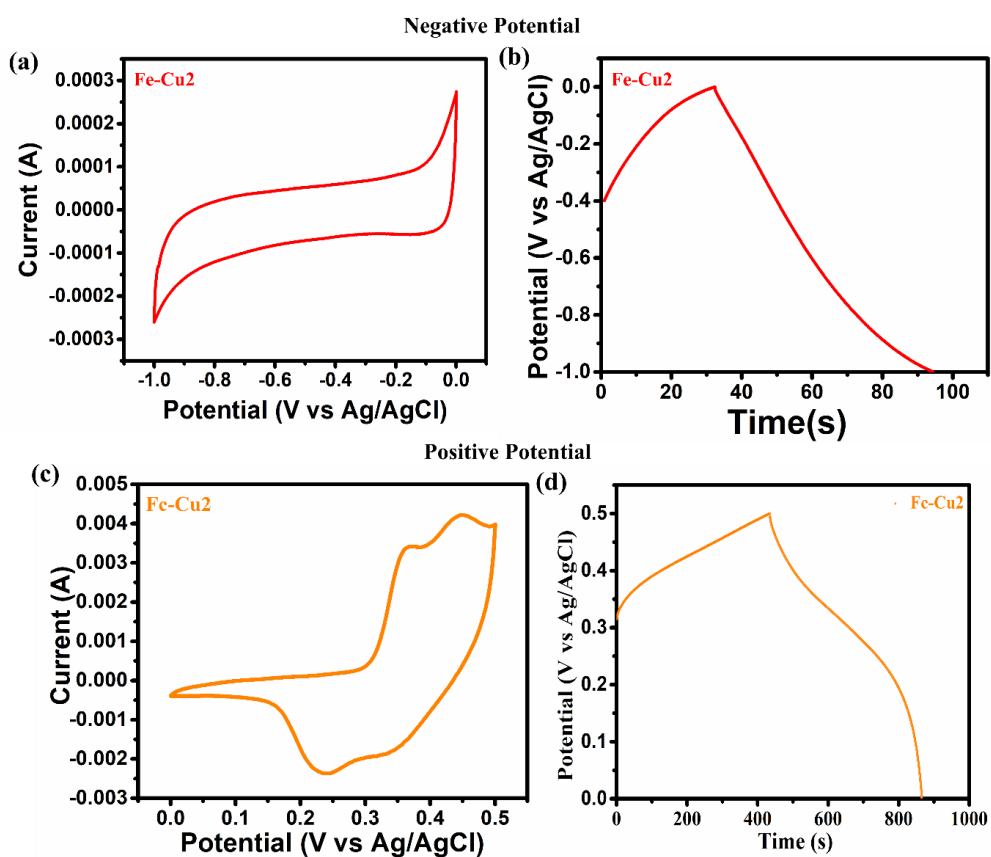 Negative Potential
(a)
Fe-Cu2
0.0003
0.0002
0.0001
0.0000
-0.0001
-0.0002
-0.0003
Current (A)
-1.0 -0.8 -0.6 -0.4 -0.2 0.0
Potential (V vs Ag/AgCl)
(b)
Fe-Cu2
0.0
-0.2
-0.4
-0.6
-0.8
-1.0
Potential (V vs Ag/AgCl)
0 20 40 60 80 100
Time(s)
Positive Potential
(c)
Fc-Cu2
0.005
0.004
0.003
0.002
0.001
0.000
-0.001
-0.002
-0.003
Current (A)
0.0 0.1 0.2 0.3 0.4 0.5
Potential (V vs Ag/AgCl)
(d)
Fc-Cu2
0.5
0.4
0.3
0.2
0.1
0.0
Potential (V vs Ag/AgCl)
0 200 400 600 800 1000
Time (s)